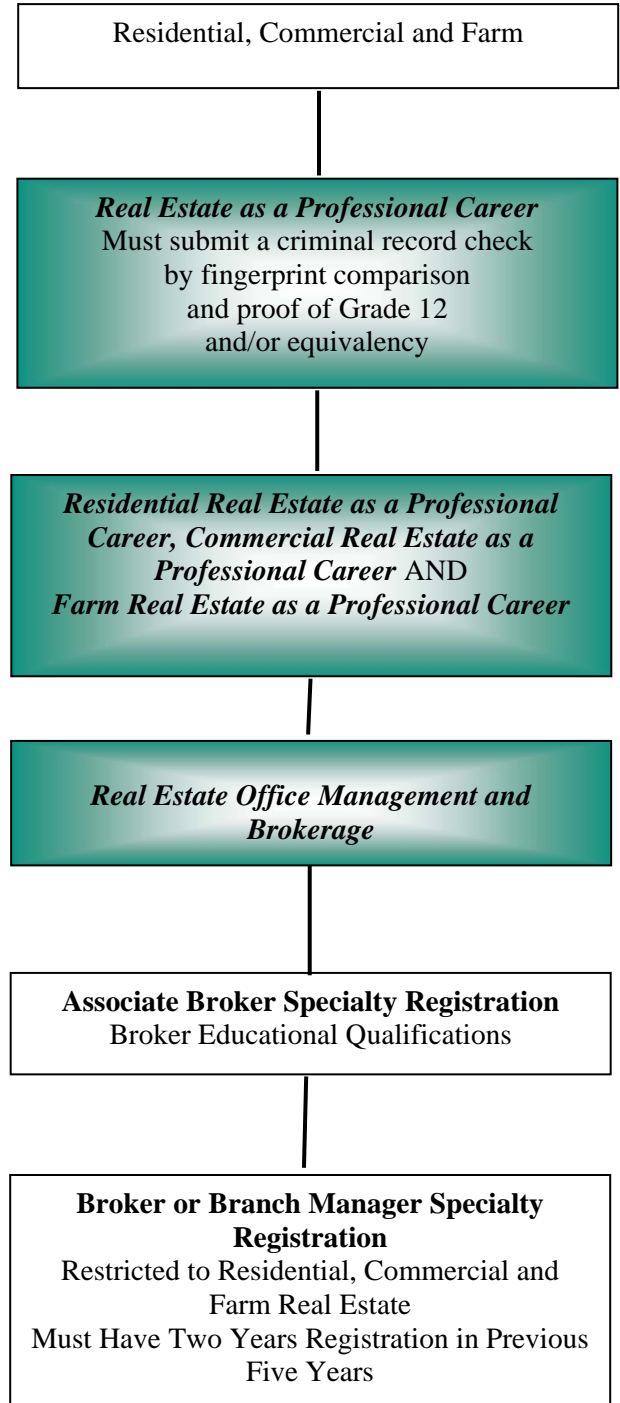 Residential, Commercial and Farm
Real Estate as a Professional Career
Must submit a criminal record check
by fingerprint comparison
and proof of Grade 12
and/or equivalency
Residential Real Estate as a Professional
Career, Commercial Real Estate as a
Professional Career AND
Farm Real Estate as a Professional Career
Real Estate Office Management and
Brokerage
Associate Broker Specialty Registration
Broker Educational Qualifications
Broker or Branch Manager Specialty
Registration
Restricted to Residential, Commercial and
Farm Real Estate
Must Have Two Years Registration in Previous
Five Years